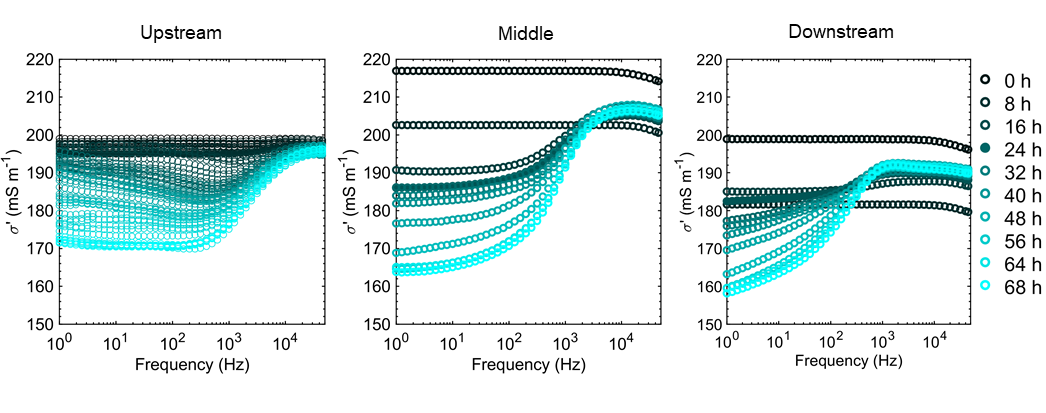 Upstream
Middle
Downstream
σ' (mS m⁻¹)
220
210
200
190
180
170
160
150
10⁰
10¹
10²
10³
10⁴
Frequency (Hz)
σ' (mS m⁻¹)
220
210
200
190
180
170
160
150
10⁰
10¹
10²
10³
10⁴
Frequency (Hz)
σ' (mS m⁻¹)
220
210
200
190
180
170
160
150
10⁰
10¹
10²
10³
10⁴
Frequency (Hz)
0 h
8 h
16 h
24 h
32 h
40 h
48 h
56 h
64 h
68 h